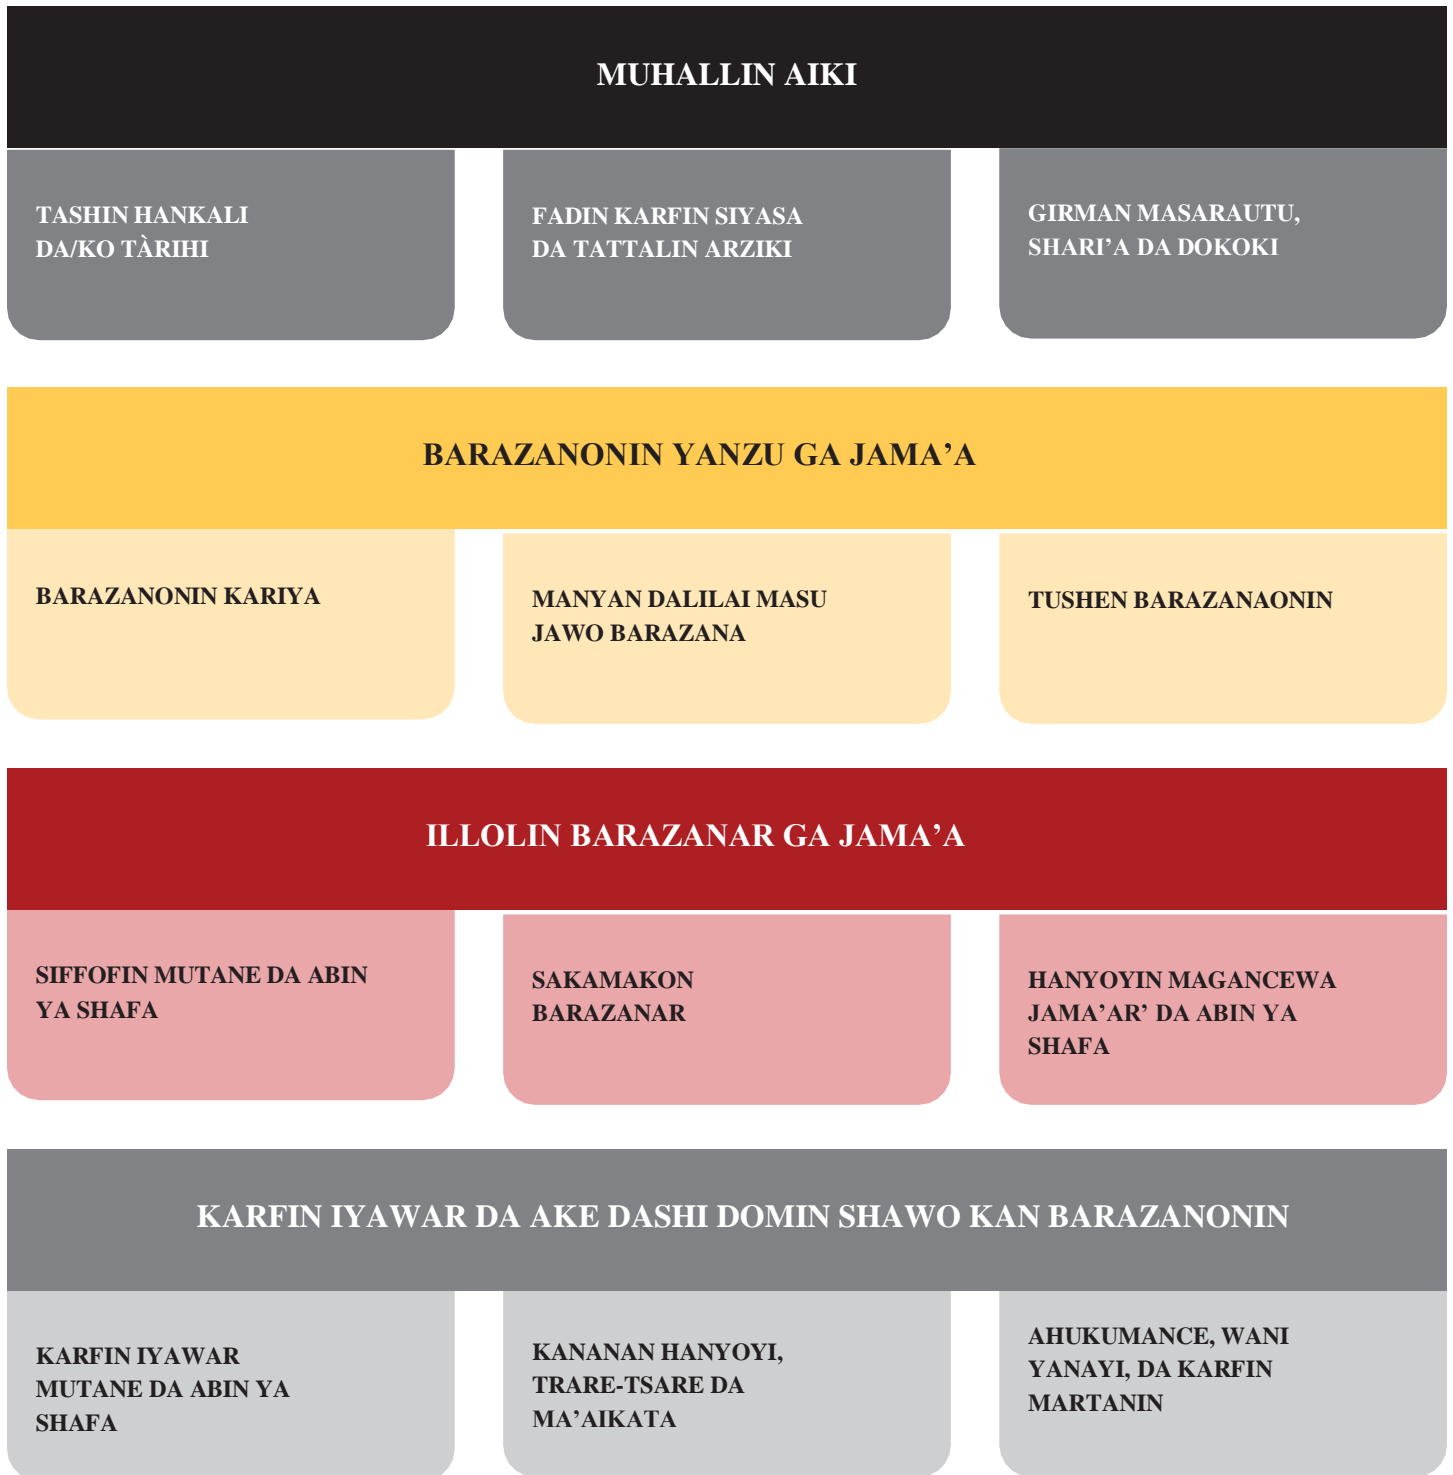 MUHALLIN AIKI
TASHIN HANKALI
DA/KO TÀRIHI
FADIN KARFIN SIYASA
DA TATTALIN ARZIKI
GIRMAN MASARAUTU,
SHARI’A DA DOKOKI
BARAZANONIN YANZU GA JAMA’A
BARAZANONIN KARIYA
MANYAN DALILAI MASU
JAWO BARAZANA
TUSHEN BARAZANAONIN
ILLOLIN BARAZANAR GA JAMA’A
SIFFOFIN MUTANE DA ABIN
YA SHAFA
SAKAMAKON
BARAZANAR
HANYOYIN MAGANCEWA
JAMA’AR’ DA ABIN YA
SHAFA
KARFIN IYAWAR DA AKE DASHI DOMIN SHAWO KAN BARAZANONIN
KARFIN IYAWAR
MUTANE DA ABIN YA
SHAFA
KANANAN HANYOYI,
TRARE-TSARE DA
MA’AIKATA
AHUKUMANCE, WANI
YANAYI, DA KARFIN
MARTANIN